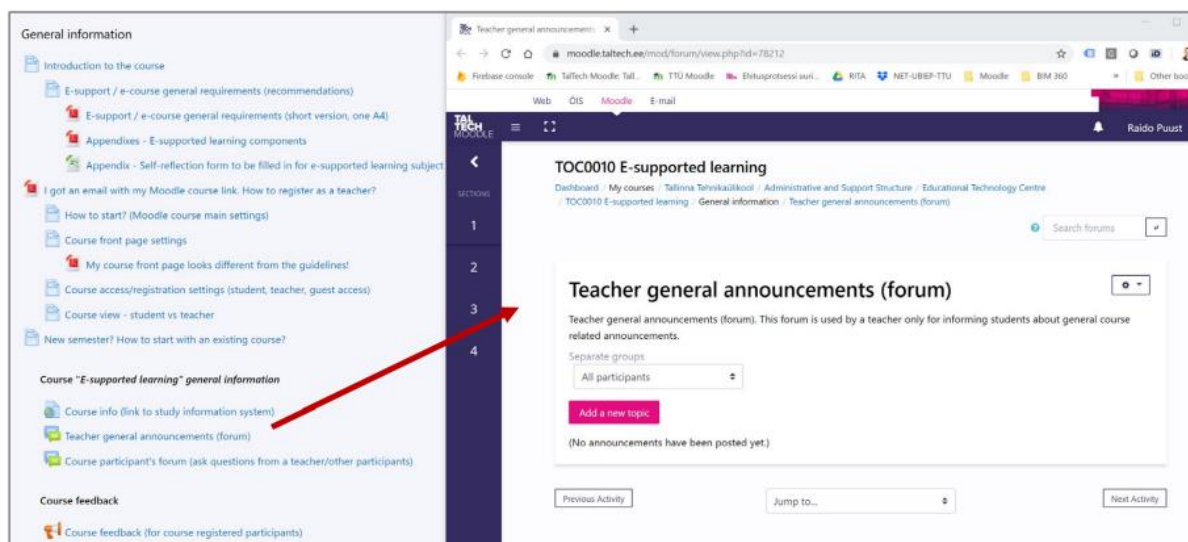 General information
Introduction to the course
E-support / e-course general requirements (recommendations)
E-support / e-course general requirements (short version, one A4)
Appendixes - E-supported learning components
Appendix - Self-reflection form to be filled in for e-supported learning subject
I got an email with my Moodle course link. How to register as a teacher?
How to start? (Moodle course main settings)
Course front page settings
My course front page looks different from the guidelines!
Course access/registration settings (student, teacher, guest access)
Course view - student vs teacher
New semester? How to start with an existing course?
Course "E-supported learning" general information
Course info (link to study information system)
Teacher general announcements (forum)
Course participant's forum (ask questions from a teacher/other participants)
Course feedback
Course feedback (for course registered participants)
Teacher general announcements
moodle.taltech.ee/mod/forum/view.php?id=78212
Firebase console TalTech Moodle: Tall... TTÜ Moodle RITA NET-UBIEP-TTU Moodle BIM 360 » Other boo
Web ÕIS Moodle E-mail
TAL
TECH
MOODLE
Raido Puust
SECTIONS
1
2
3
4
TOC0010 E-supported learning
Dashboard / My courses / Tallinna Tehnikaülikool / Administrative and Support Structure / Educational Technology Centre
/ TOC0010 E-supported learning / General information / Teacher general announcements (forum)
Search forums
Teacher general announcements (forum)
Teacher general announcements (forum). This forum is used by a teacher only for informing students about general course
related announcements.
Separate groups
All participants
Add a new topic
(No announcements have been posted yet.)
Previous Activity Jump to... Next Activity